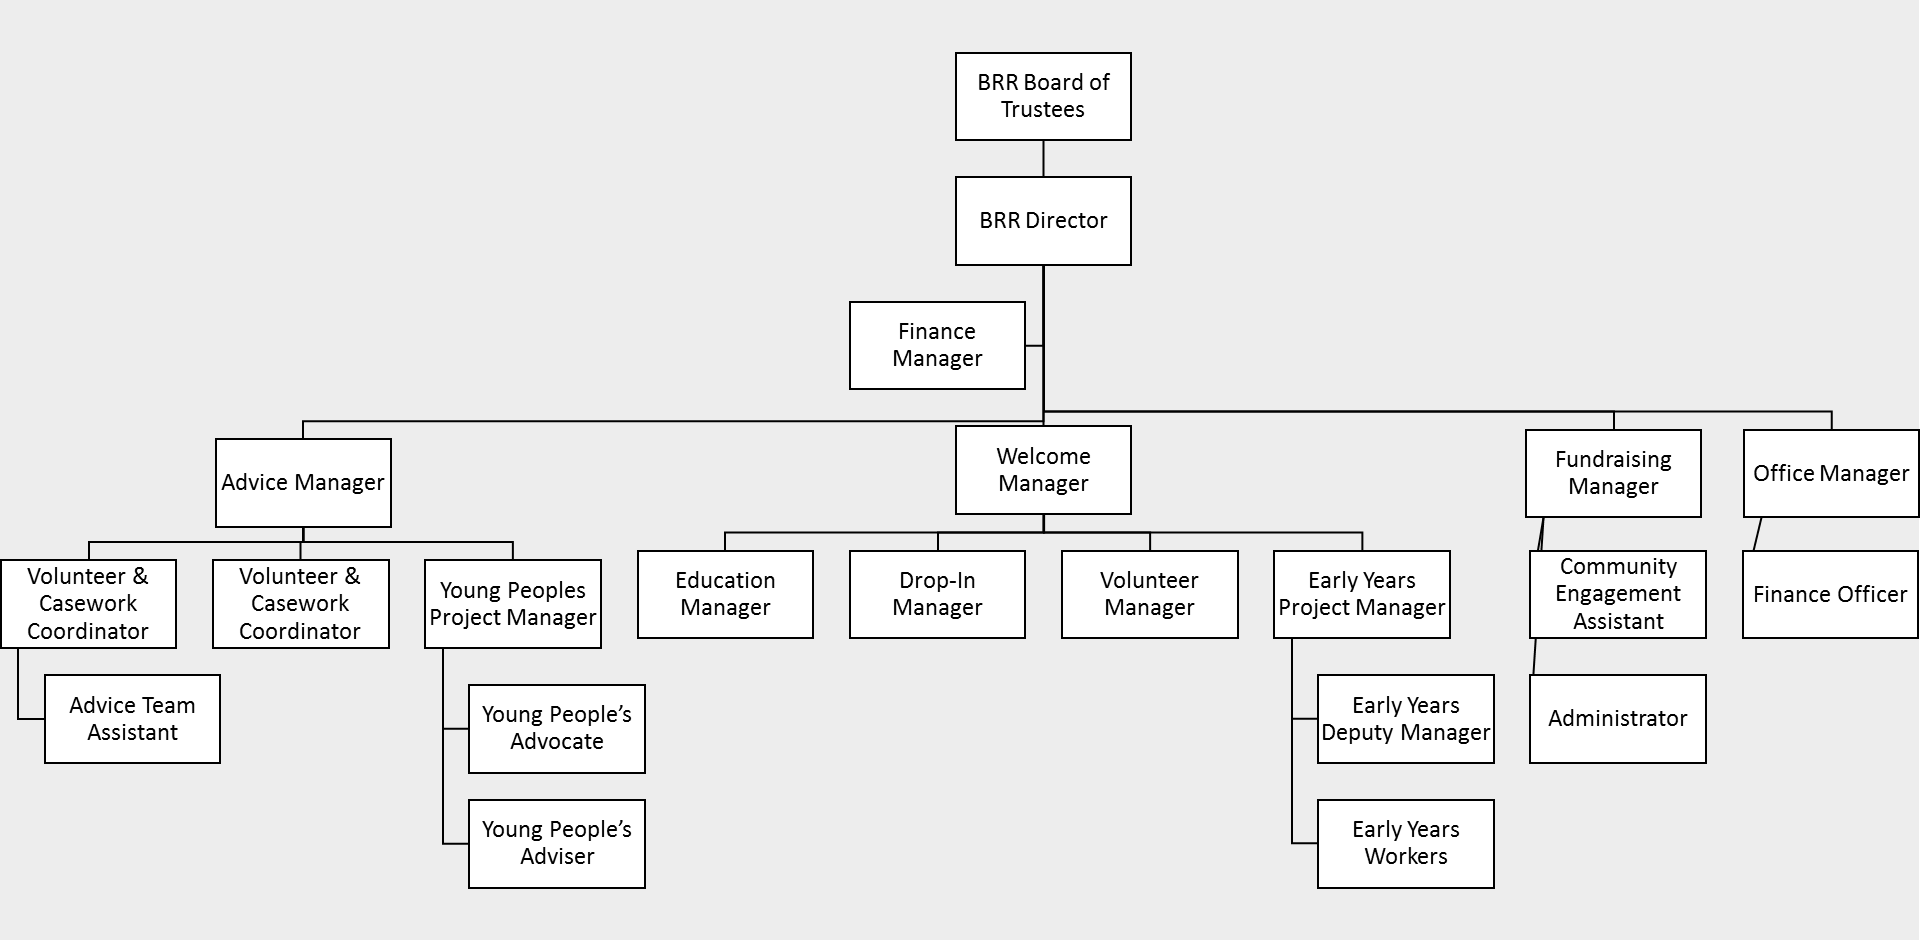 BRR Board of
Trustees
BRR Director
Finance
Manager
Advice Manager
Welcome
Manager
Fundraising
Manager
Office Manager
Volunteer &
Casework
Coordinator
Volunteer &
Casework
Coordinator
Young Peoples
Project Manager
Education
Manager
Drop-In
Manager
Volunteer
Manager
Early Years
Project Manager
Community
Engagement
Assistant
Finance Officer
Advice Team
Assistant
Young People’s
Advocate
Early Years
Deputy Manager
Administrator
Young People’s
Adviser
Early Years
Workers